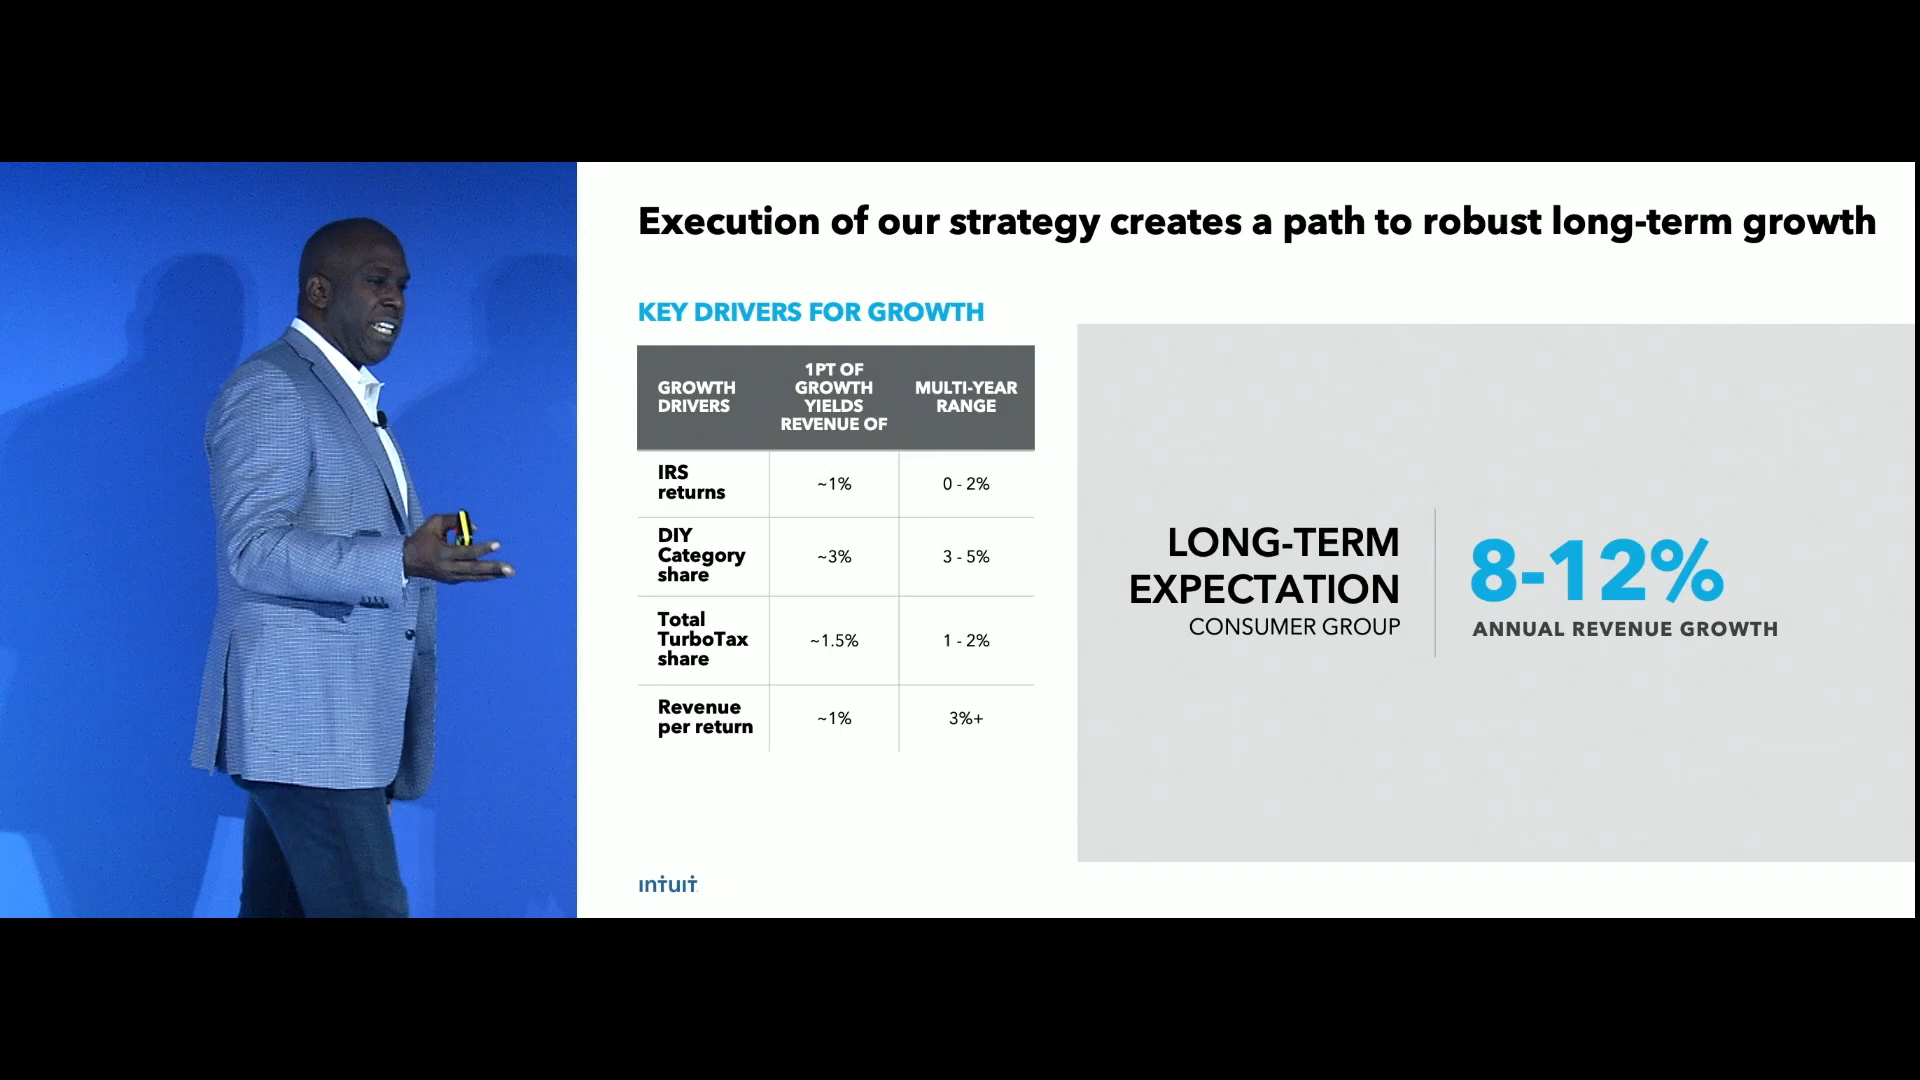 Execution of our strategy creates a path to robust long-term growth
KEY DRIVERS FOR GROWTH
GROWTH
DRIVERS
1PT OF
GROWTH
YIELDS
REVENUE OF
MULTI-YEAR
RANGE
IRS
returns
~1%
0 - 2%
DIY
Category
share
~3%
3 - 5%
Total
TurboTax
share
~1.5%
1 - 2%
Revenue
per return
~1%
3%+
LONG-TERM
EXPECTATION
CONSUMER GROUP
8-12%
ANNUAL REVENUE GROWTH
intuit